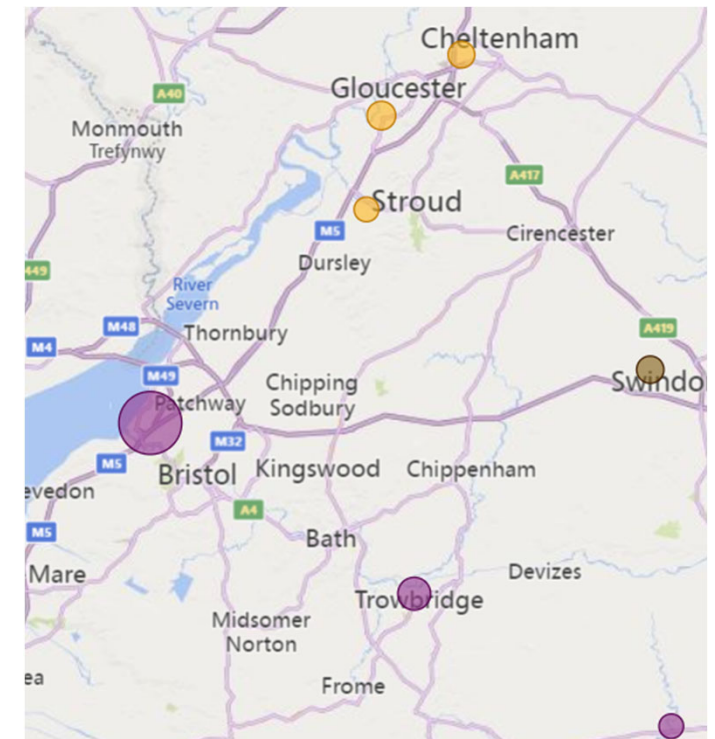 Cheltenham
Gloucester
A40
Monmouth
Trefynwy
A417
Stroud
M5
Cirencester
Dursley
449
River
Severn
M48
Thornbury
A419
M4
M49
Chipping
Sodbury
Swindo
Patchway
M32
M5
Bristol
Kingswood
Chippenham
evedon
A4
M5
Bath
Mare
Devizes
Trowbridge
Midsomer
Norton
ea
Frome